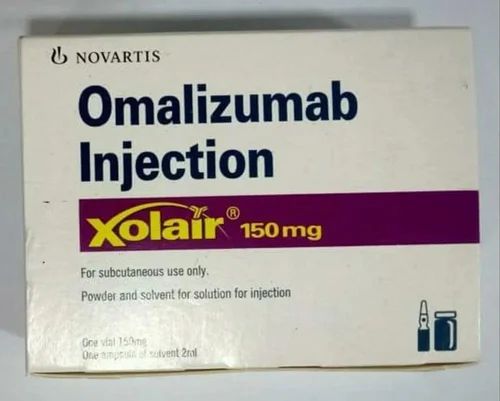 NOVARTIS
Omalizumab
Injection
Xolair® 150 mg
For subcutaneous use only.
Powder and solvent for solution for injection
One vial 150mg
One ampoule of solvent 2ml